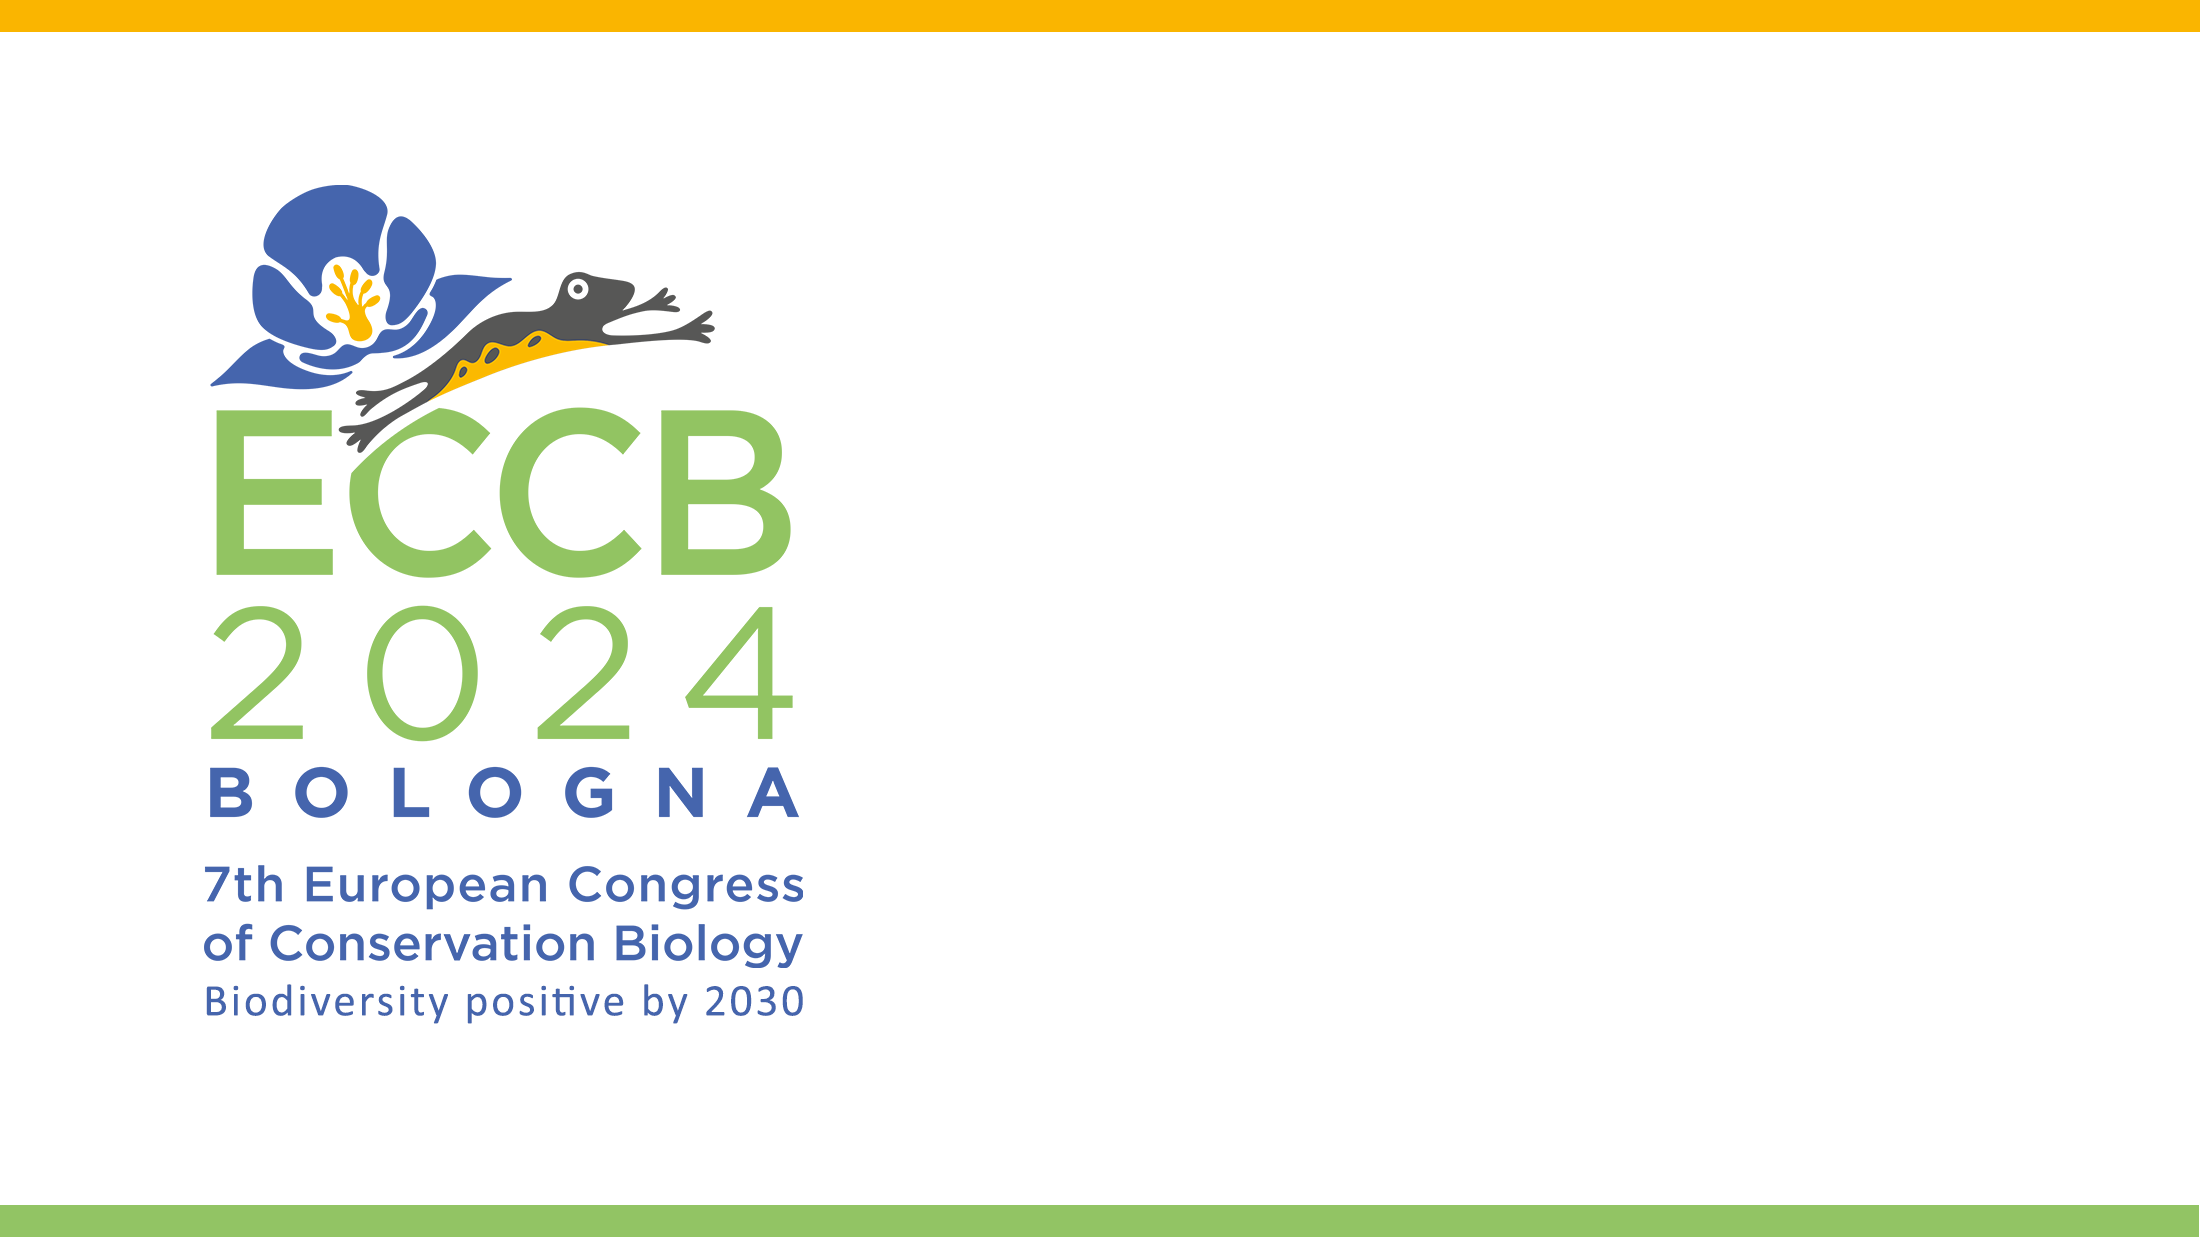 ECCB
2024
BOLOGNA
7th European Congress
of Conservation Biology
Biodiversity positive by 2030